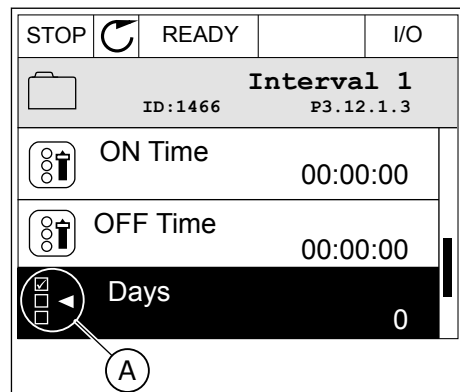 STOP READY I/O
Interval 1
ID:1466 P3.12.1.3
ON Time
00:00:00
OFF Time
00:00:00
Days
0
A